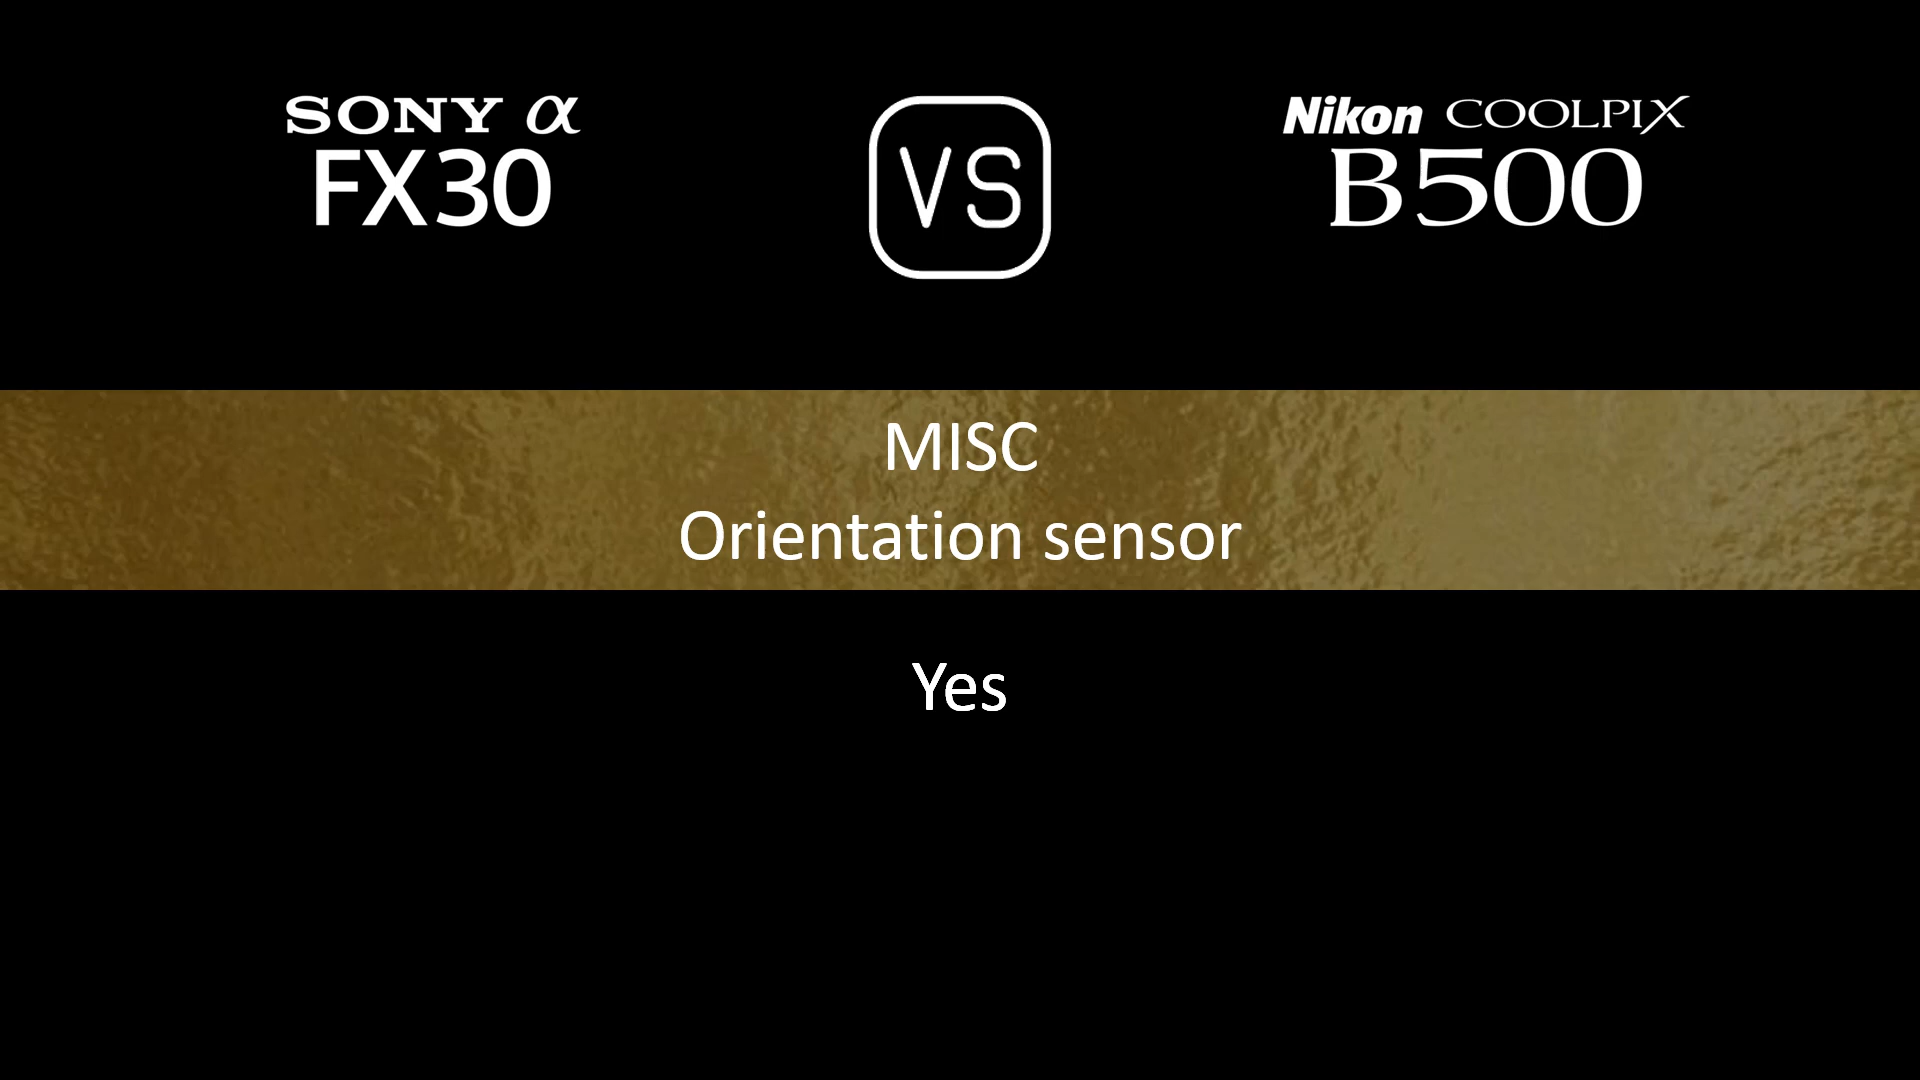 SONY α
FX30
VS
Nikon COOLPIX
B500
MISC
Orientation sensor
Yes